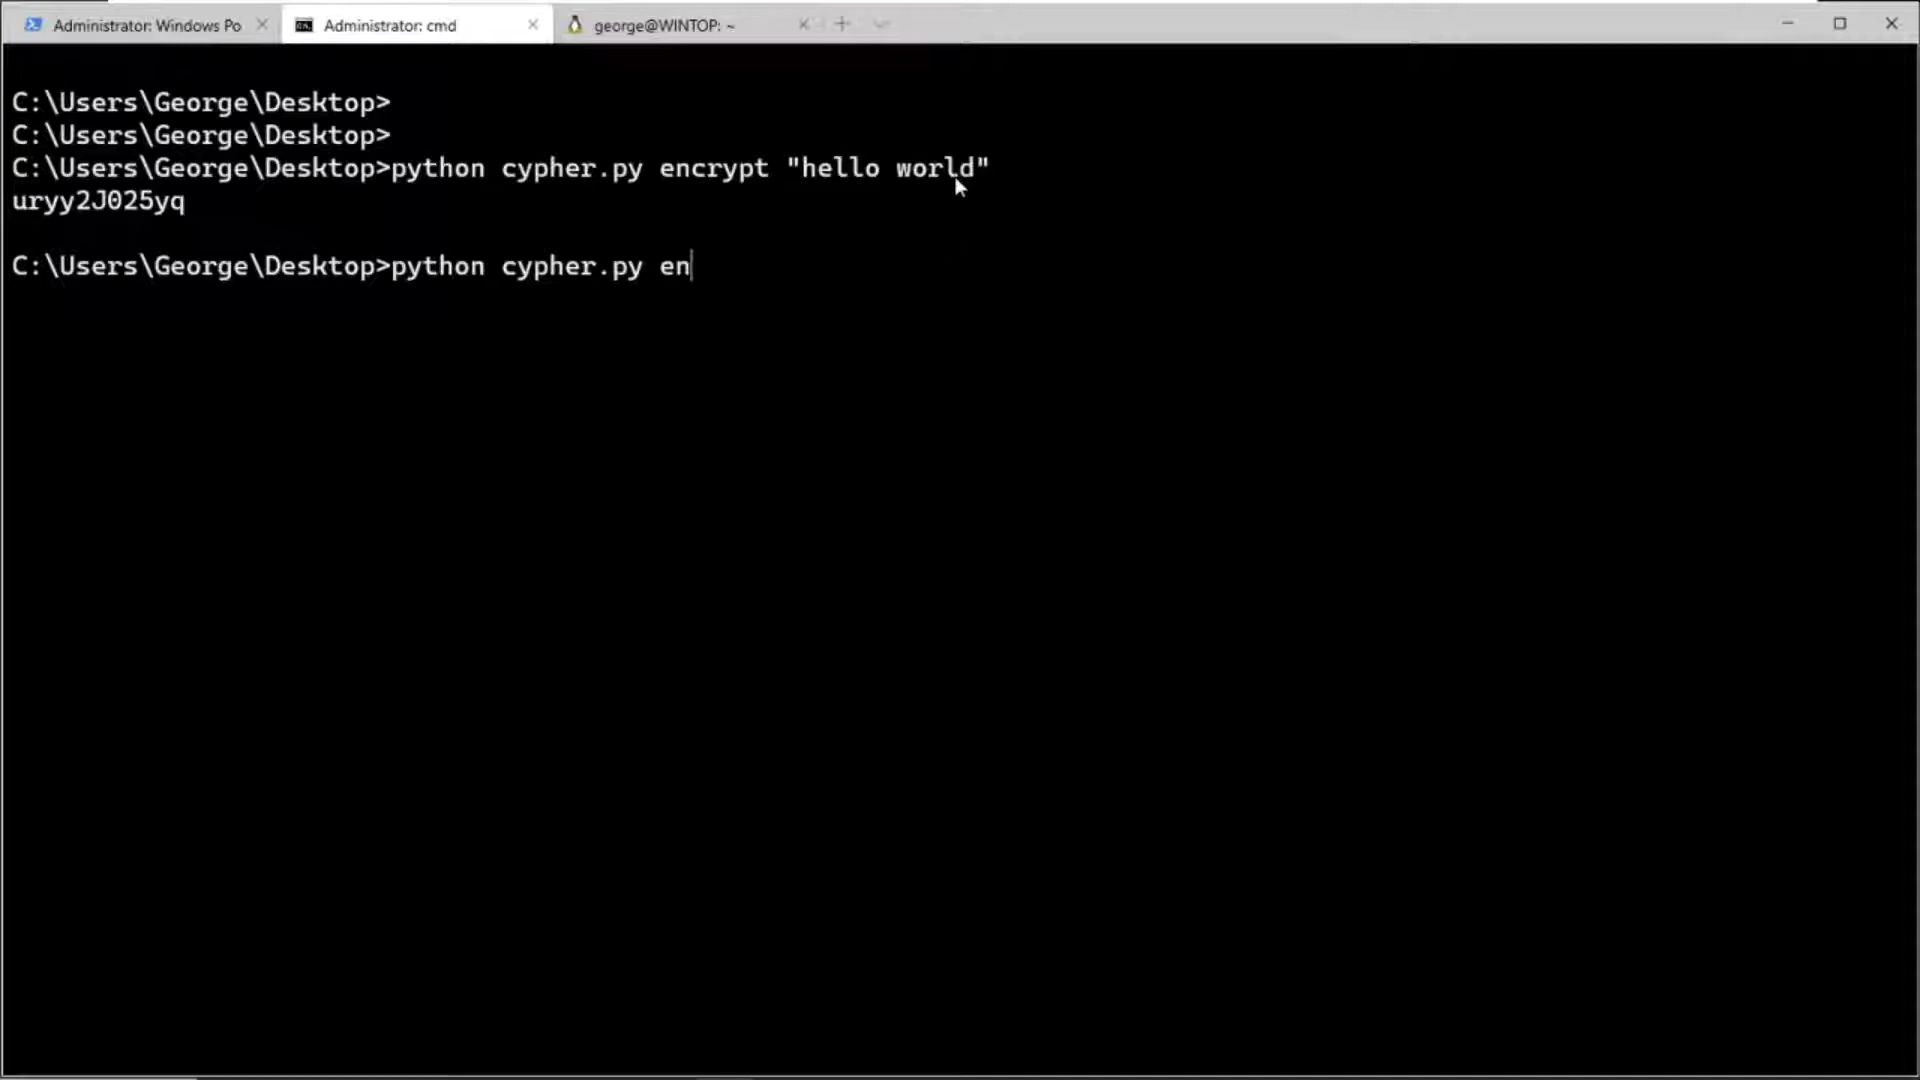 Administrator: Windows Po
Administrator: cmd
george@WINTOP: ~
C:\Users\George\Desktop>
C:\Users\George\Desktop>
C:\Users\George\Desktop>python cypher.py encrypt "hello world"
uryy2J025yq
C:\Users\George\Desktop>python cypher.py en